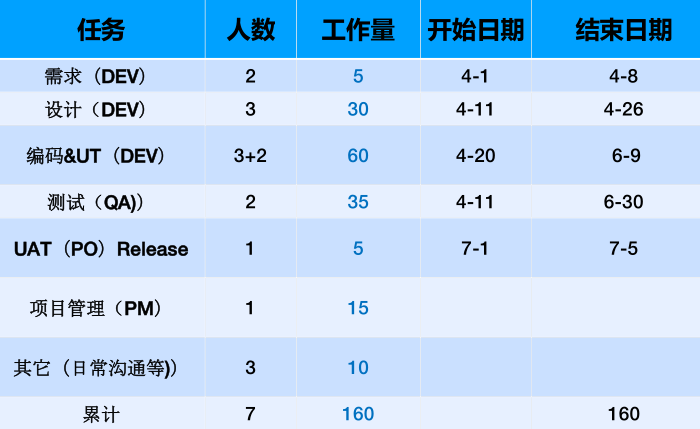 任务 人数 工作量 开始日期 结束日期
需求（DEV） 2 5 4-1 4-8
设计（DEV） 3 30 4-11 4-26
编码&UT（DEV） 3+2 60 4-20 6-9
测试（QA)） 2 35 4-11 6-30
UAT（PO）Release 1 5 7-1 7-5
项目管理（PM） 1 15
其它（日常沟通等)） 3 10
累计 7 160 160